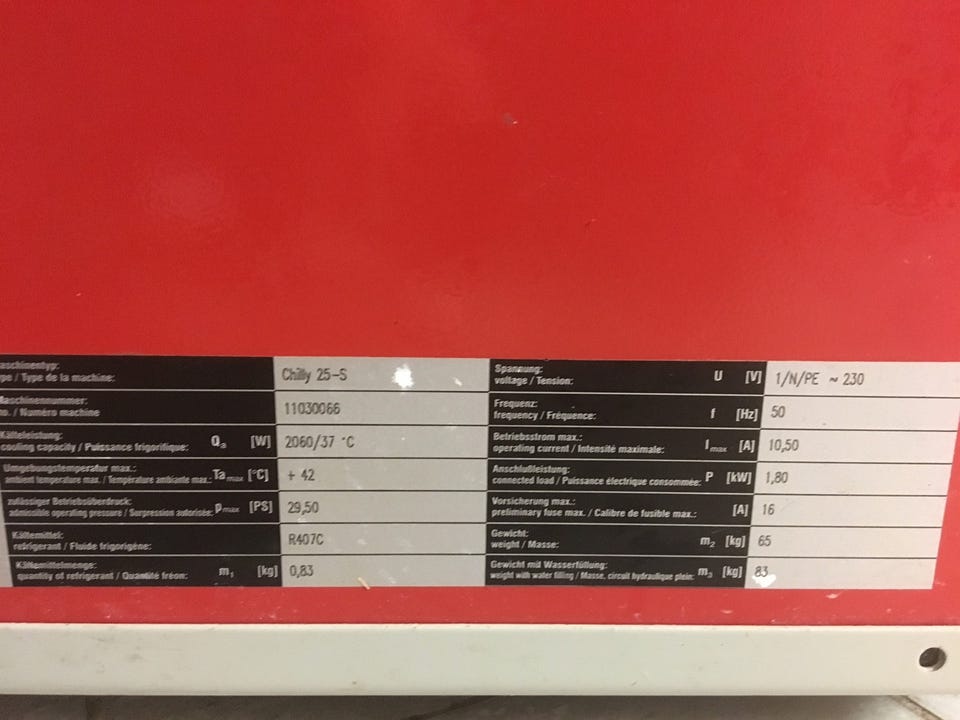 aschinentyp:
pe / Type de la machine:
Chilly 25-S
aschinennummer:
o. / Numéro machine
11030066
Kälteleistung:
cooling capacity / Puissance frigorifique: Qa [W]
2060/37 °C
Umgebungstemperatur max.:
ambient temperature max. / Température ambiante max.: Ta max [°C]
+ 42
zulässiger Betriebsüberdruck:
admissible operating pressure / Surpression autorisée: pmax [PS]
29,50
Kältemittel:
refrigerant / Fluide frigorigène:
R407C
Kältemittelmenge:
quantity of refrigerant / Quantité fréon: m1 [kg]
0,83
Spannung:
voltage / Tension: U [V]
1/N/PE ~ 230
Frequenz:
frequency / Fréquence: f [Hz]
50
Betriebsstrom max.:
operating current / Intensité maximale: Imax [A]
10,50
Anschlußleistung:
connected load / Puissance électrique consommée: P [kW]
1,80
Vorsicherung max.:
preliminary fuse max. / Calibre de fusible max.: [A]
16
Gewicht:
weight / Masse: m2 [kg]
65
Gewicht mit Wasserfüllung:
weight with water filling / Masse, circuit hydraulique plein: m3 [kg]
83